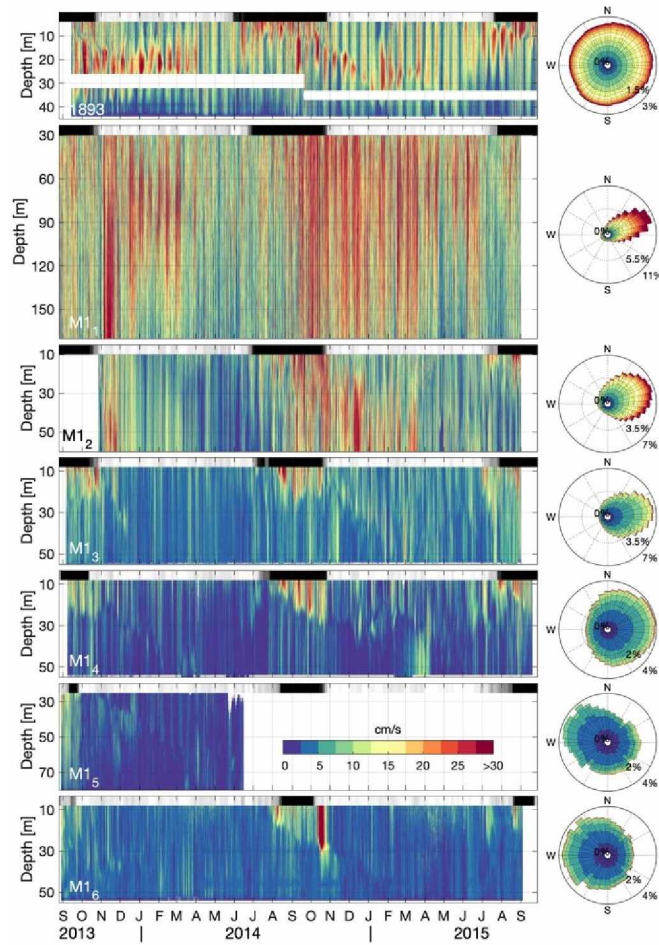 Depth [m]
10
20
30
40
1893
N
W
0%
1.5%
3%
S
Depth [m]
30
60
90
120
150
M1₁
N
W
0%
5.5%
11%
S
Depth [m]
10
30
50
M1₂
N
W
0%
3.5%
7%
S
Depth [m]
10
30
50
M1₃
N
W
0%
3.5%
7%
S
Depth [m]
10
30
50
M1₄
N
W
0%
2%
4%
S
Depth [m]
30
50
70
M1₅
cm/s
0 5 10 15 20 25 >30
N
W
0%
2%
4%
S
Depth [m]
10
30
50
M1₆
N
W
0%
2%
4%
S
S O N D J F M A M J J A S O N D J F M A M J J A S
2013 | 2014 | 2015